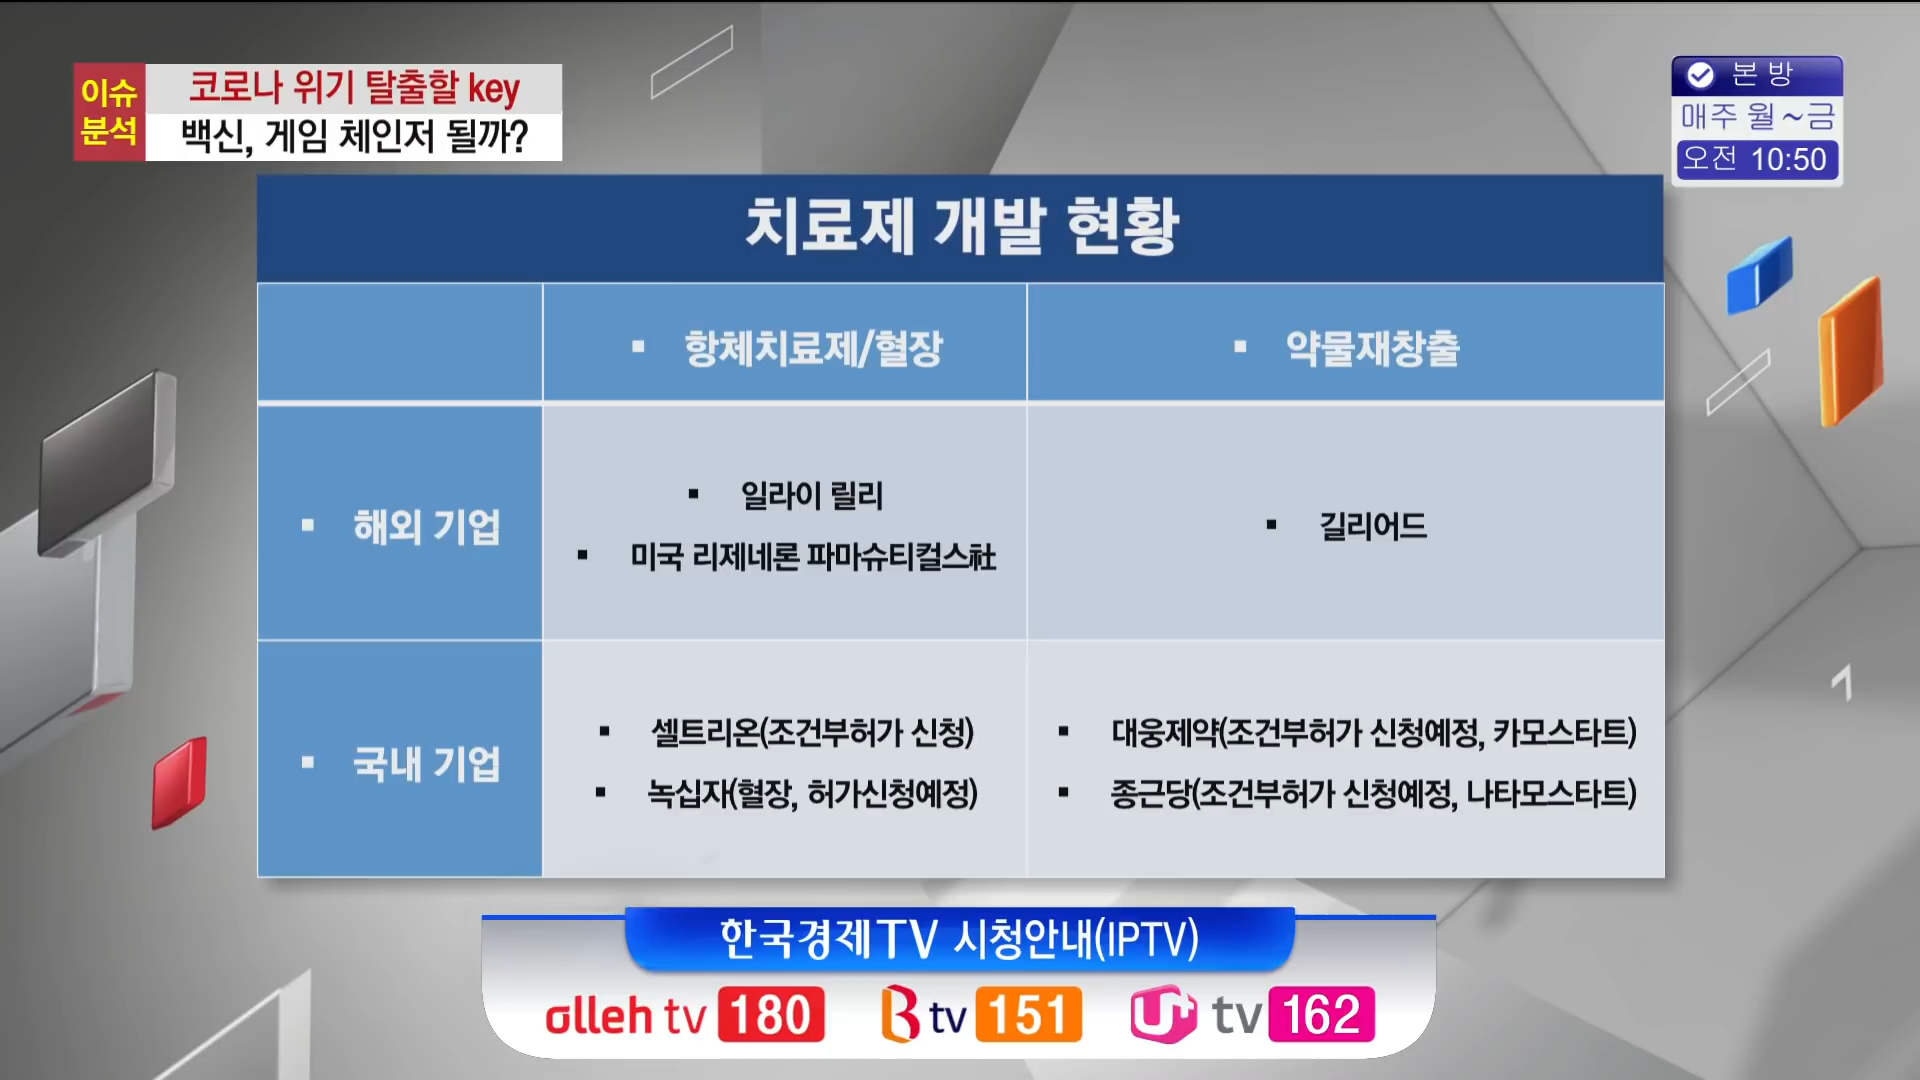 이슈
분석
코로나 위기 탈출할 key
백신, 게임 체인저 될까?
본 방
매주 월~금
오전 10:50
치료제 개발 현황
▪ 항체치료제/혈장
▪ 약물재창출
▪ 해외 기업
▪ 일라이 릴리
▪ 미국 리제네론 파마슈티컬스社
▪ 길리어드
▪ 국내 기업
▪ 셀트리온(조건부허가 신청)
▪ 녹십자(혈장, 허가신청예정)
▪ 대웅제약(조건부허가 신청예정, 카모스타트)
▪ 종근당(조건부허가 신청예정, 나타모스타트)
한국경제TV 시청안내(IPTV)
olleh tv 180
B tv 151
U+ tv 162